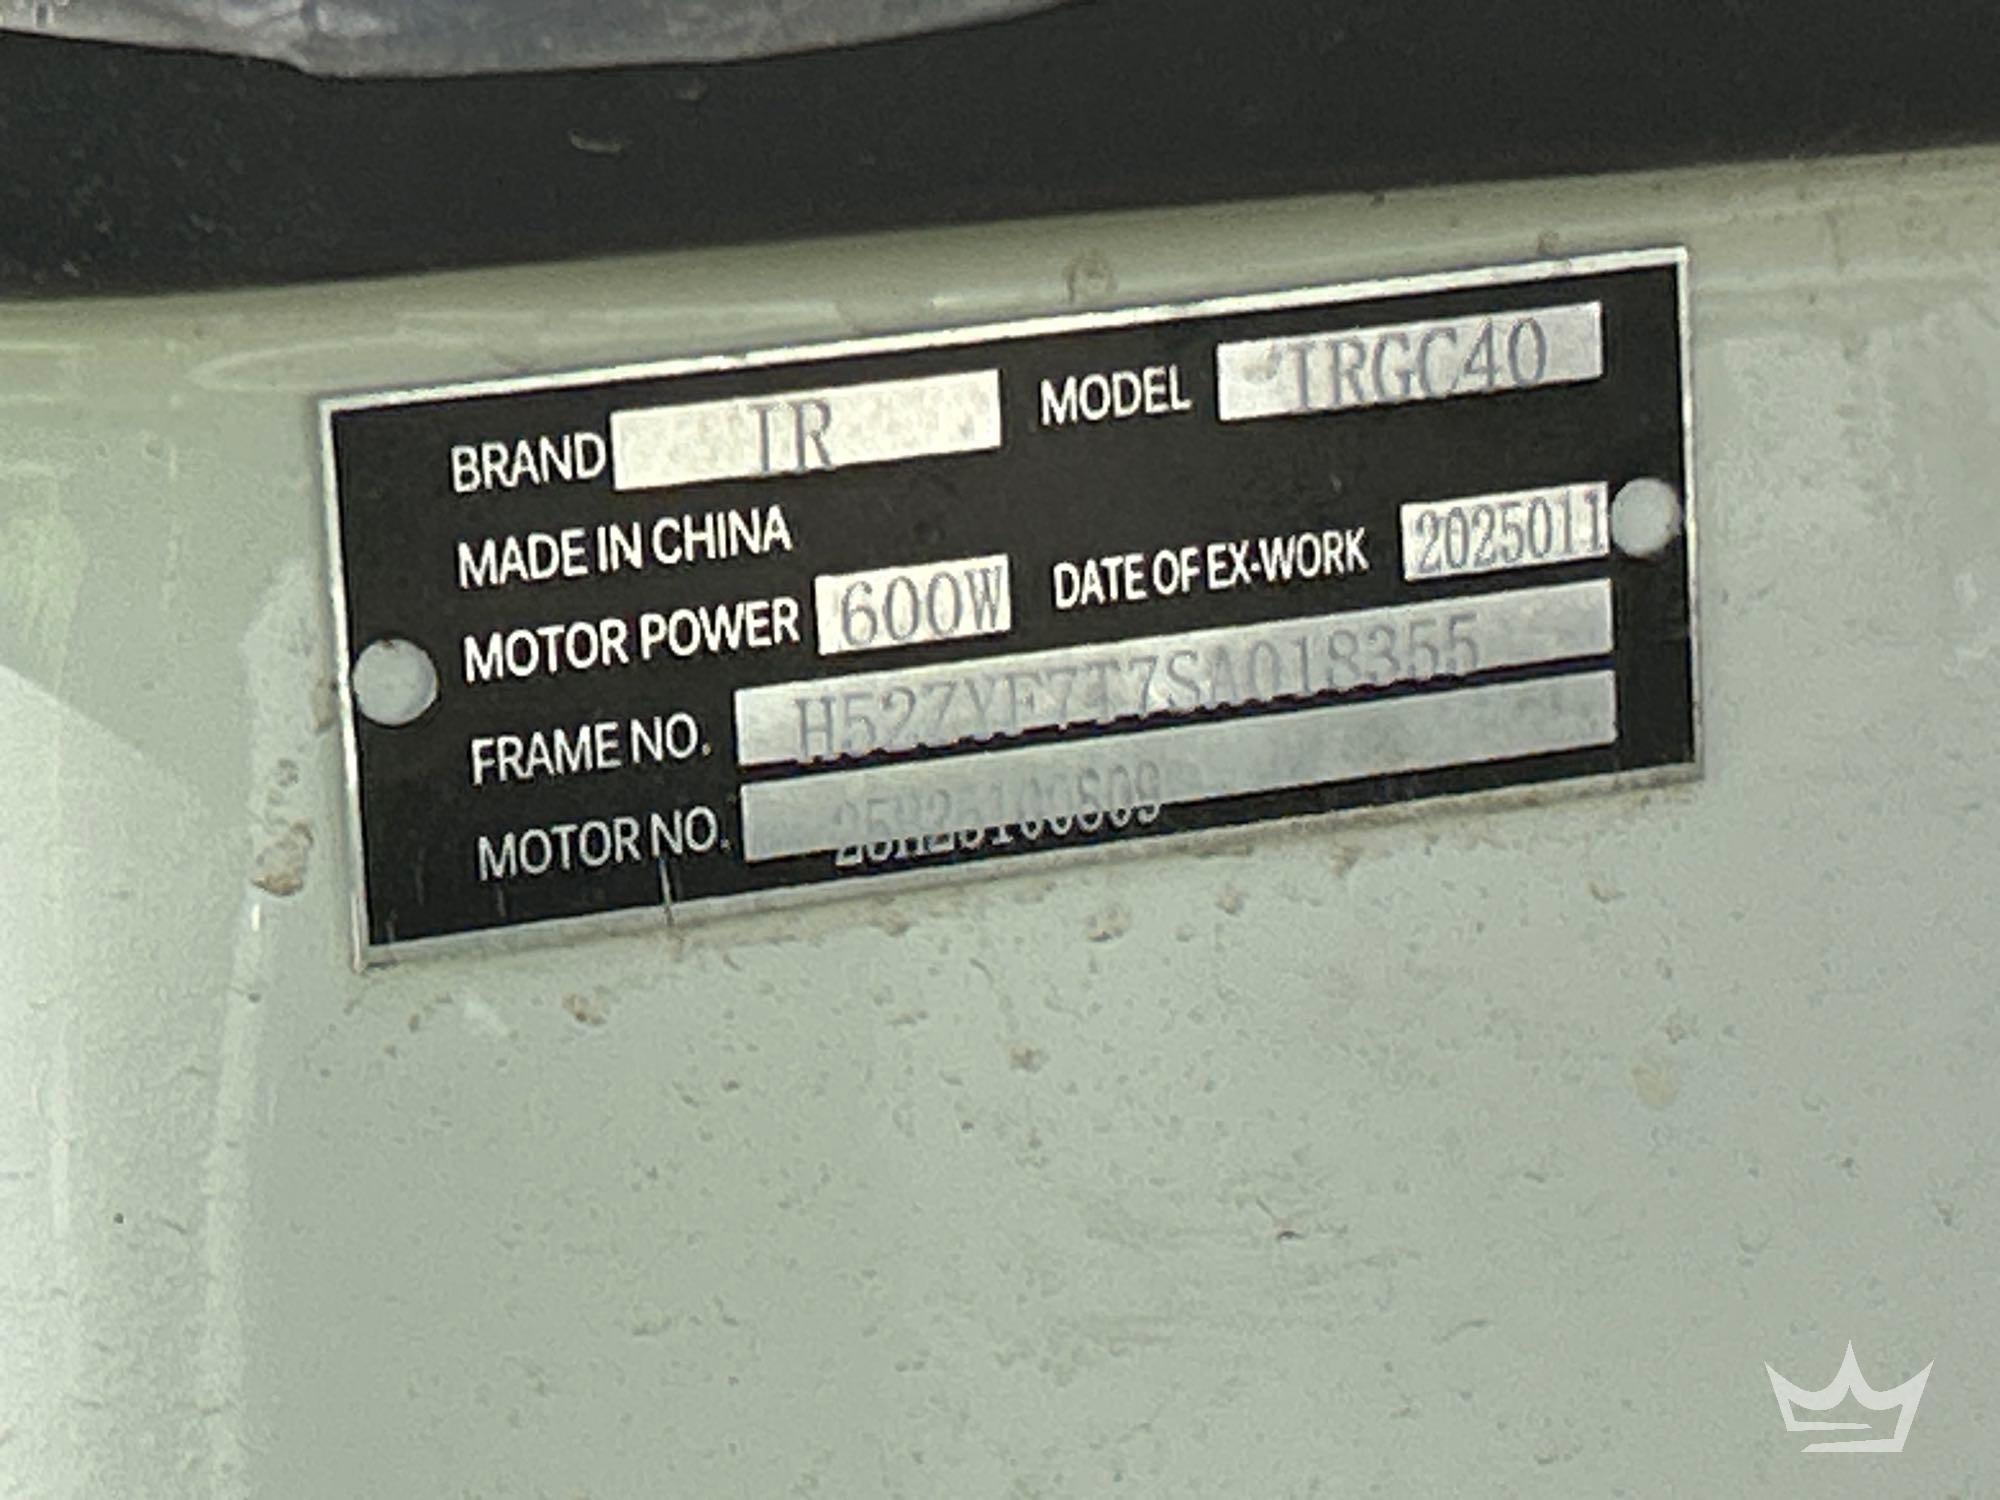 BRAND IR MODEL IRGC40
MADE IN CHINA
MOTOR POWER 600W DATE OF EX-WORK 2025011
FRAME NO. H527YF7T7SA018355
MOTOR NO.